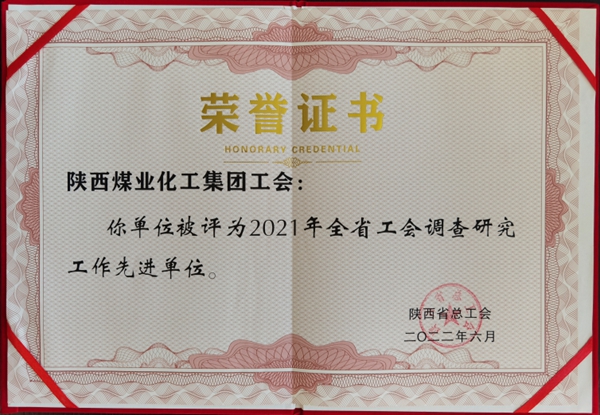 荣誉证书
HONORARY CREDENTIAL
陕西煤业化工集团工会：
你单位被评为2021年全省工会调查研究
工作先进单位。
陕西省总工会
二〇二二年六月